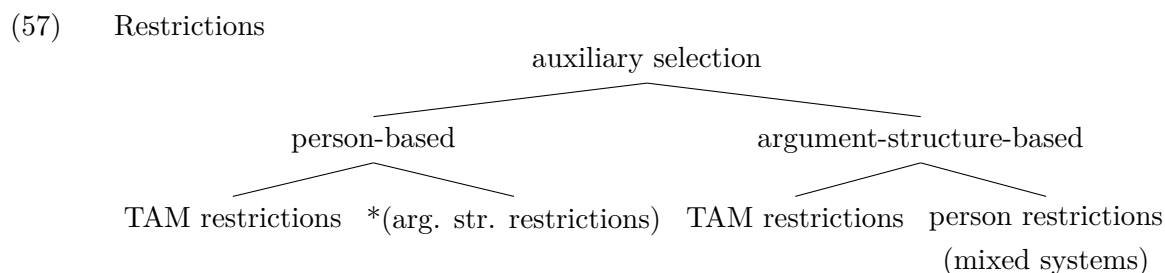 (57) Restrictions
auxiliary selection
person-based argument-structure-based
TAM restrictions *(arg. str. restrictions) TAM restrictions person restrictions
(mixed systems)